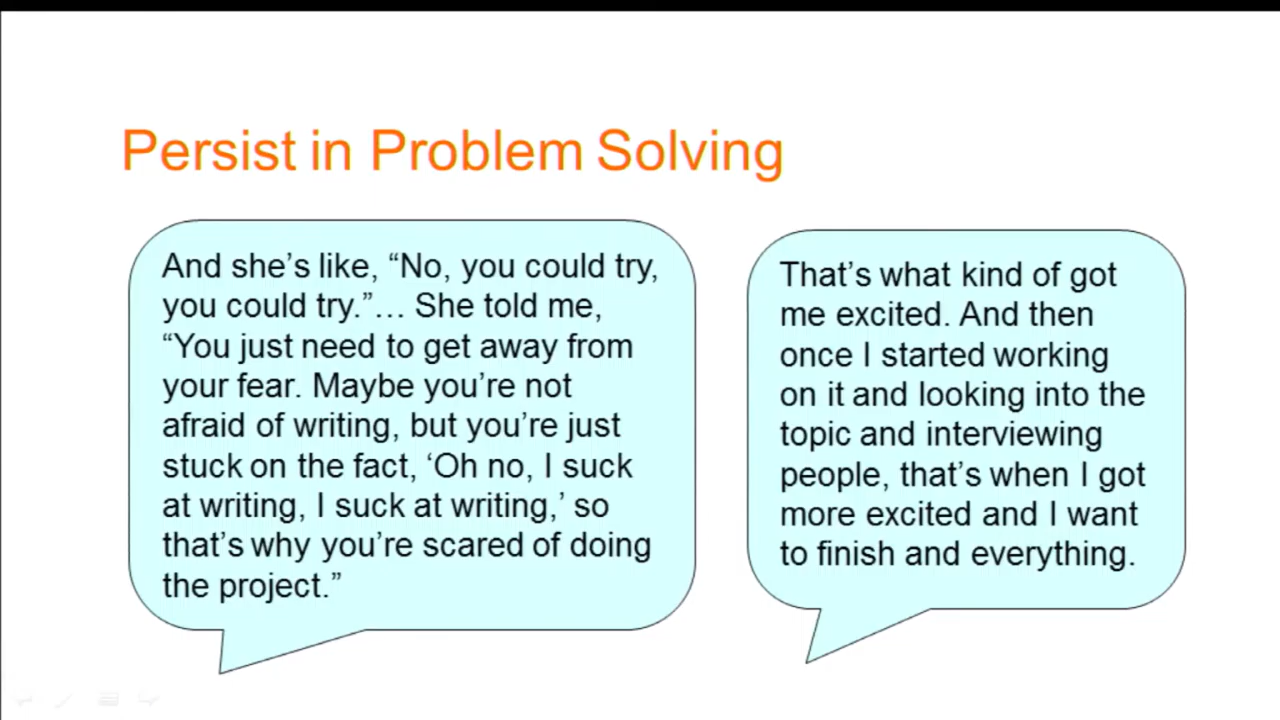 Persist in Problem Solving
And she’s like, “No, you could try,
you could try.”… She told me,
“You just need to get away from
your fear. Maybe you’re not
afraid of writing, but you’re just
stuck on the fact, ‘Oh no, I suck
at writing, I suck at writing,’ so
that’s why you’re scared of doing
the project.”
That’s what kind of got
me excited. And then
once I started working
on it and looking into the
topic and interviewing
people, that’s when I got
more excited and I want
to finish and everything.